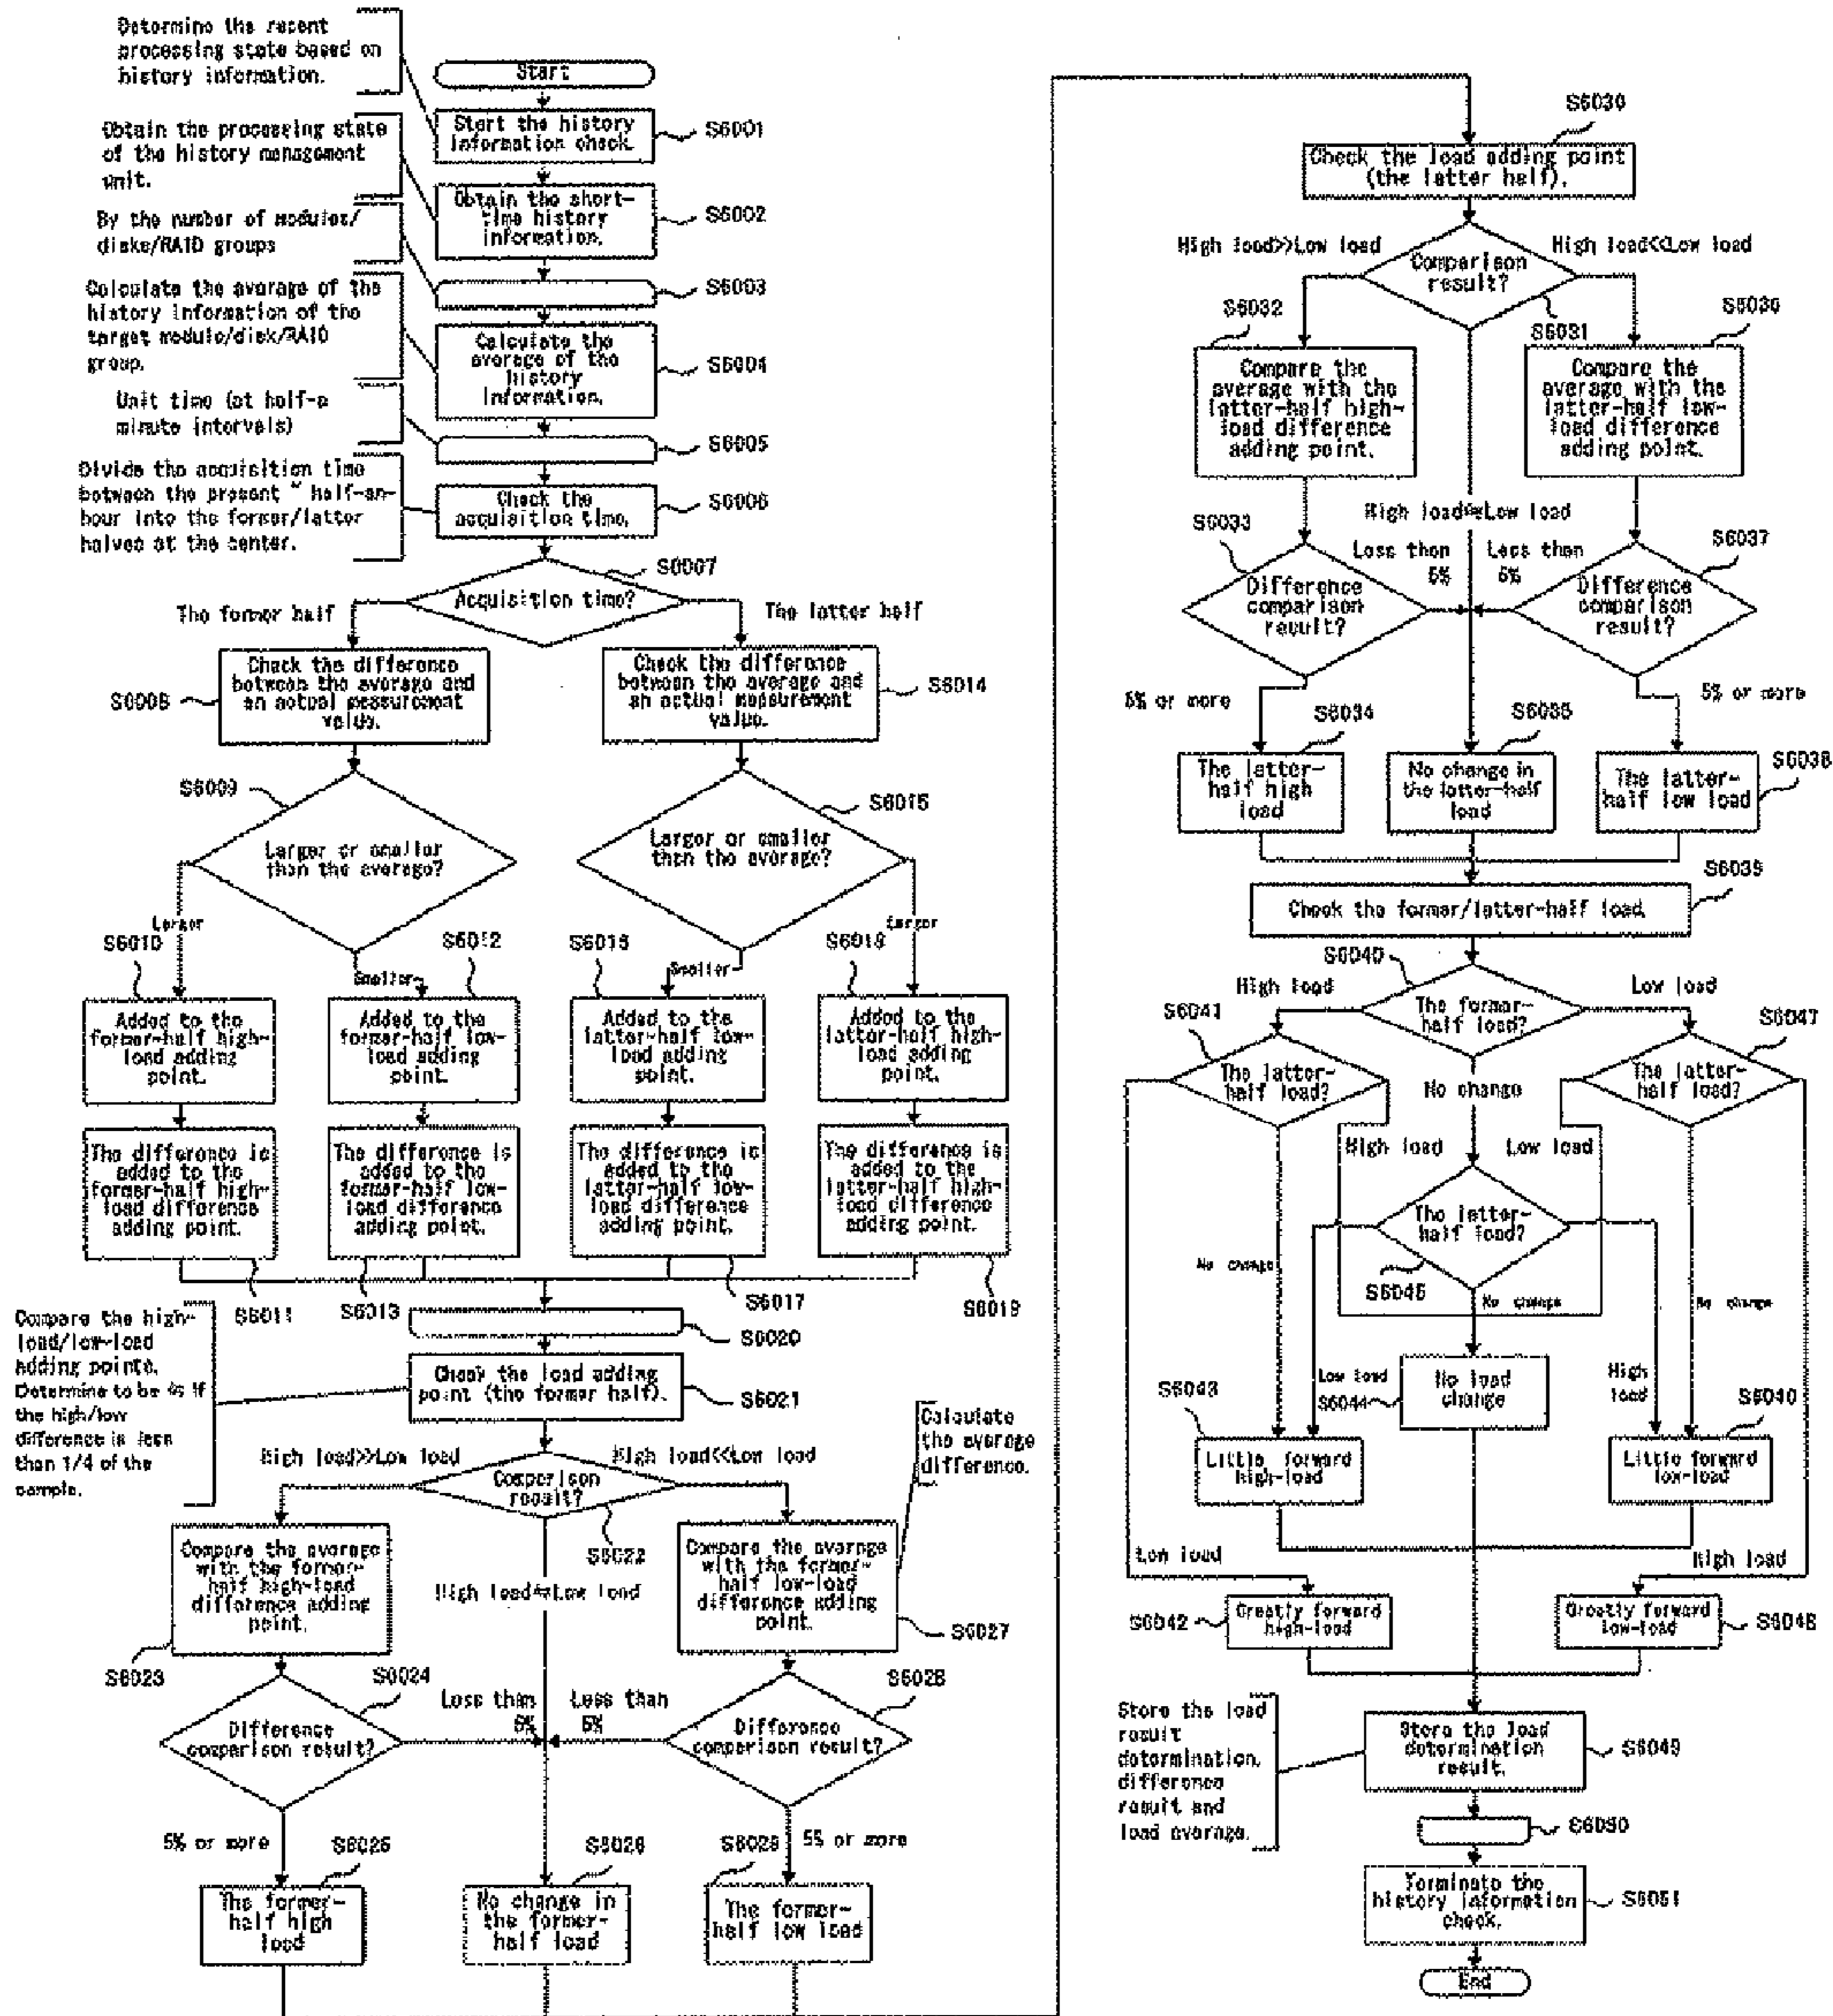 Determine the recent
processing state based on
history information.
Start
Start the history
information check.
S6001
Obtain the processing state
of the history management
unit.
Obtain the short-
time history
information.
S6002
By the number of modules/
disks/RAID groups
S6003
Calculate the average of the
history information of the
target module/disk/RAID
group.
Calculate the
average of the
history
information.
S6004
Unit time (at half-a
minute intervals)
S6005
Divide the acquisition time
between the present ~ half-an-
hour into the former/latter
halves at the center.
Check the
acquisition time.
S6006
S6007
Acquisition time?
The former half
The latter half
Check the difference
between the average and
an actual measurement
value.
S6008
Check the difference
between the average and
an actual measurement
value.
S6014
S6009
Larger or smaller
than the average?
S6015
Larger or smaller
than the average?
Larger
Smaller
Smaller
Larger
S6010
S6012
S6016
S6018
Added to the
former-half high-
load adding
point.
Added to the
former-half low-
load adding
point.
Added to the
latter-half low-
load adding
point.
Added to the
latter-half high-
load adding
point.
The difference is
added to the
former-half high-
load difference
adding point.
The difference is
added to the
former-half low-
load difference
adding point.
The difference is
added to the
latter-half low-
load difference
adding point.
The difference is
added to the
latter-half high-
load difference
adding point.
S6011
S6013
S6017
S6019
S6020
Compare the high-
load/low-load
adding points.
Determine to be ≒ if
the high/low
difference is less
than 1/4 of the
sample.
Check the load adding
point (the former half).
S6021
High load>>Low load
High load<<Low load
Comparison
result?
S6022
Calculate
the average
difference.
Compare the average
with the former-
half high-load
difference adding
point.
S6023
High load≒Low load
Compare the average
with the former-
half low-load
difference adding
point.
S6027
S6024
Difference
comparison result?
Less than
5%
Less than
5%
S6028
Difference
comparison result?
5% or more
S6025
The former-
half high
load
S6026
No change in
the former-
half load
5% or more
S6029
The former-
half low load
S6030
Check the load adding point
(the latter half).
High load>>Low load
High load<<Low load
Comparison
result?
S6031
S6032
Compare the
average with the
latter-half high-
load difference
adding point.
S6036
Compare the
average with the
latter-half low-
load difference
adding point.
High load≒Low load
S6033
Difference
comparison
result?
Less than
5%
Less than
5%
S6037
Difference
comparison
result?
5% or more
S6034
S6035
5% or more
The latter-
half high
load
No change in
the latter-half
load
The latter-
half low load
S6038
S6039
Check the former/latter-half load.
S6040
High load
The former-
half load?
Low load
S6041
The latter-
half load?
No change
S6047
The latter-
half load?
High load
Low load
The latter-
half load?
No change
No change
No change
Low load
S6044
No load
change
High
load
S6043
Little forward
high-load
Little forward
low-load
Low load
High load
S6042
Greatly forward
high-load
Greatly forward
low-load
S6048
Store the load
result
determination,
difference
result and
load average.
Store the load
determination
result.
S6049
S6050
Terminate the
history information
check.
S6051
End